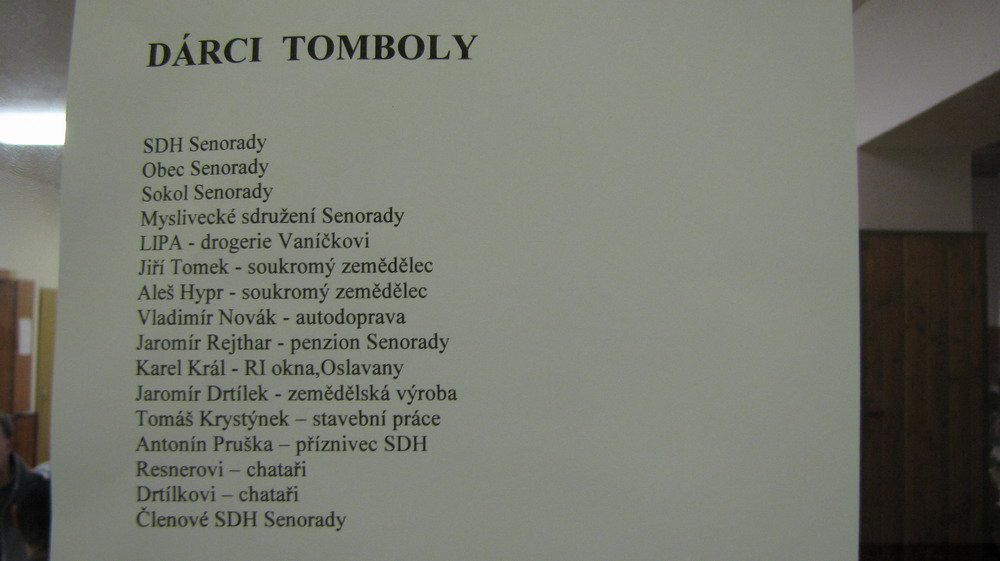 DÁRCI TOMBOLY
SDH Senorady
Obec Senorady
Sokol Senorady
Myslivecké sdružení Senorady
LIPA - drogerie Vaníčkovi
Jiří Tomek - soukromý zemědělec
Aleš Hypr - soukromý zemědělec
Vladimír Novák - autodoprava
Jaromír Rejthar - penzion Senorady
Karel Král - RI okna,Oslavany
Jaromír Drtílek - zemědělská výroba
Tomáš Krystýnek – stavební práce
Antonín Pruška – příznivec SDH
Resnerovi – chataři
Drtílkovi – chataři
Členové SDH Senorady